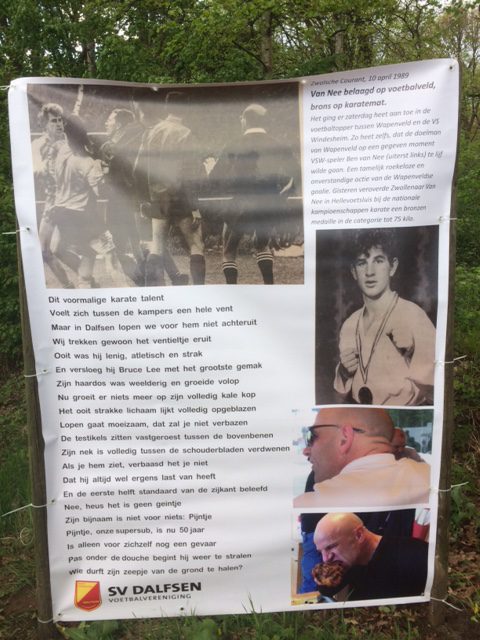 Zwolsche Courant, 10 april 1989
Van Nee belaagd op voetbalveld,
brons op karatemat.
Het ging er zaterdag heet aan toe in de
voetbaltopper tussen Wapenveld en de VS
Windesheim. Zo heet zelfs, dat de doelman
van Wapenveld op een gegeven moment
VSW-speler Ben van Nee (uiterst links) te lijf
wilde gaan. Een tamelijk roekeloze en
onverstandige actie van de Wapenveldse
goalie. Gisteren veroverde Zwollenaar Van
Nee in Hellevoetsluis bij de nationale
kampioenschappen karate een bronzen
medaille in de categorie tot 75 kilo.
Dit voormalige karate talent
Voelt zich tussen de kampers een hele vent
Maar in Dalfsen lopen we voor hem niet achteruit
Wij trekken gewoon het ventieltje eruit
Ooit was hij lenig, atletisch en strak
En versloeg hij Bruce Lee met het grootste gemak
Zijn haardos was weelderig en groeide volop
Nu groeit er niets meer op zijn volledig kale kop
Het ooit strakke lichaam lijkt volledig opgeblazen
Lopen gaat moeizaam, dat zal je niet verbazen
De testikels zitten vastgeroest tussen de bovenbenen
Zijn nek is volledig tussen de schouderbladen verdwenen
Als je hem ziet, verbaasd het je niet
Dat hij altijd wel ergens last van heeft
En de eerste helft standaard van de zijkant beleefd
Nee, heus het is geen geintje
Zijn bijnaam is niet voor niets: Pijntje
Pijntje, onze supersub, is nu 50 jaar
Is alleen voor zichzelf nog een gevaar
Pas onder de douche begint hij weer te stralen
Wie durft zijn zeepje van de grond te halen?
SV DALFSEN
VOETBALVERENIGING